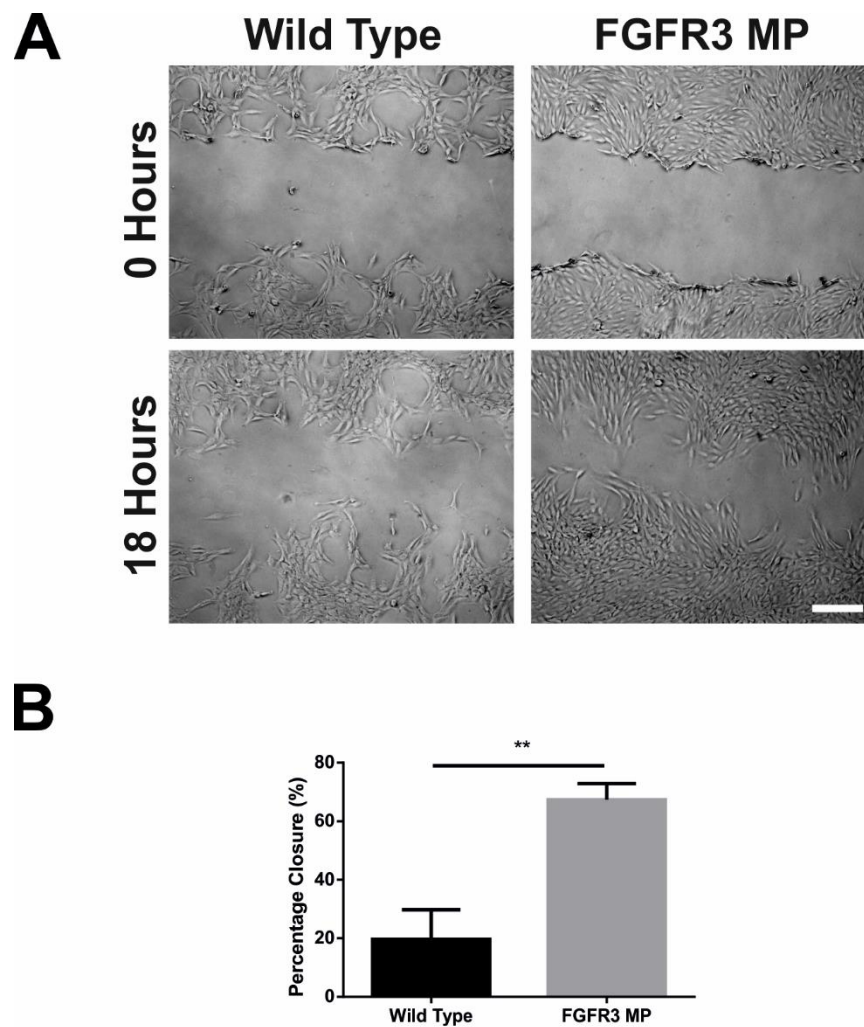 A
Wild Type
FGFR3 MP
0 Hours
18 Hours
B
Percentage Closure (%)
80
60
40
20
0
**
Wild Type
FGFR3 MP